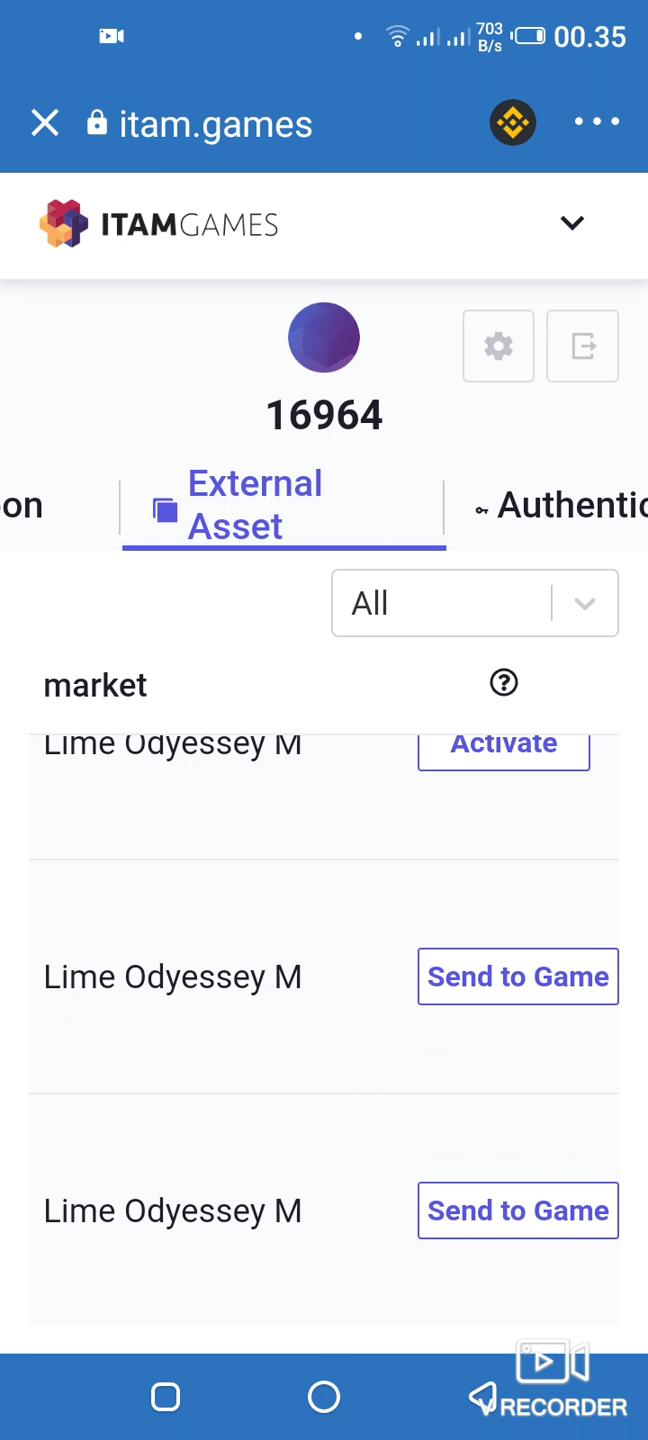 703
B/s
00.35
itam.games
ITAMGAMES
16964
on
External
Asset
Authentic
All
market
Lime Odyessey M
Activate
Lime Odyessey M
Send to Game
Lime Odyessey M
Send to Game
VRECORDER